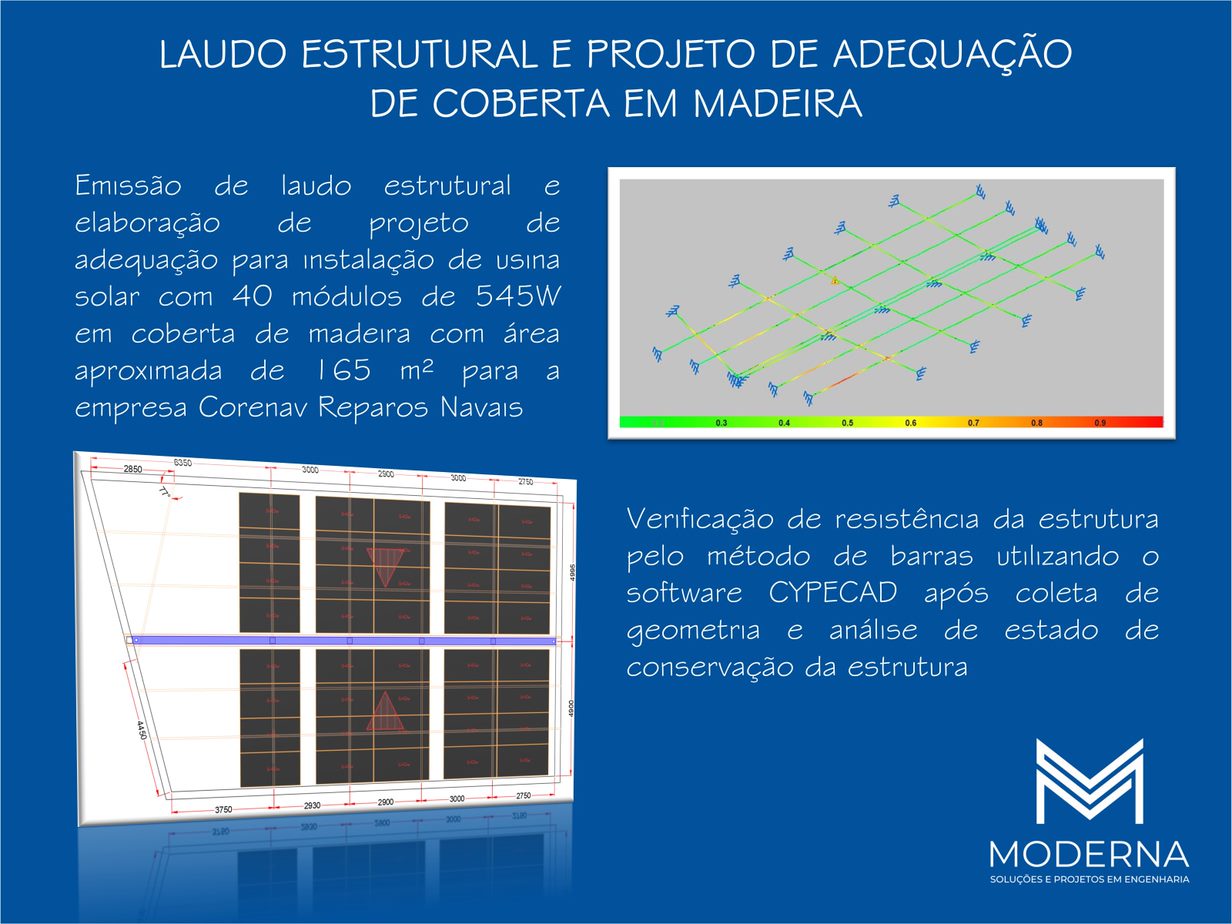 LAUDO ESTRUTURAL E PROJETO DE ADEQUAÇÃO
DE COBERTA EM MADEIRA
Emissão de laudo estrutural e
elaboração de projeto de
adequação para instalação de usina
solar com 40 módulos de 545W
em coberta de madeira com área
aproximada de 165 m² para a
empresa Corenav Reparos Navais
0.3 0.4 0.5 0.6 0.7 0.8 0.9
2850 6350 3000 2900 3000 2750
77°
4995
4450
4900
3750 2930 2900 3000 2750
Verificação de resistência da estrutura
pelo método de barras utilizando o
software CYPECAD após coleta de
geometria e análise de estado de
conservação da estrutura
MODERNA
SOLUÇÕES E PROJETOS EM ENGENHARIA